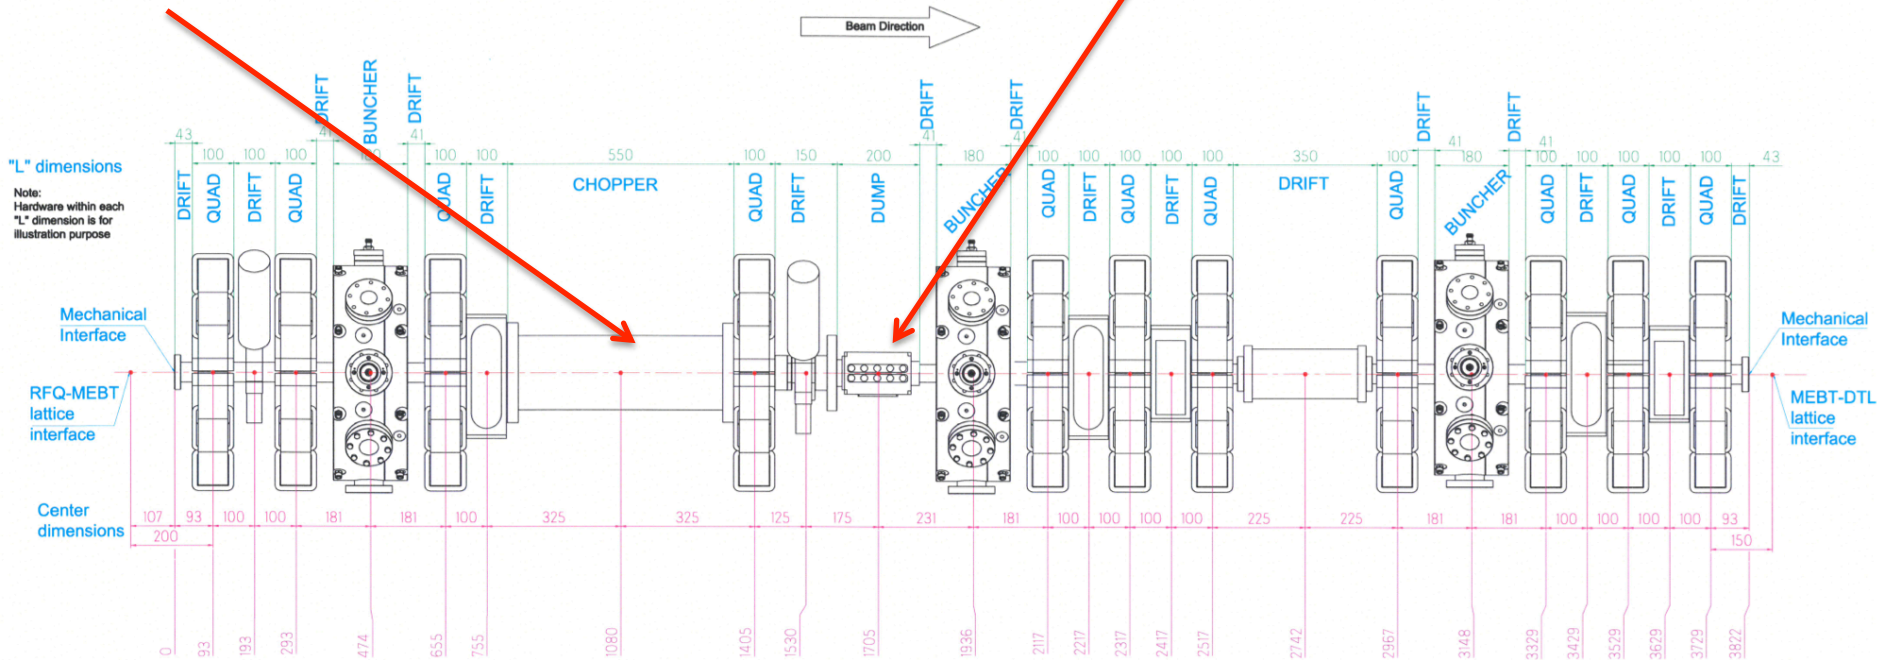 Beam Direction
DRIFT BUNCHER DRIFT DRIFT DRIFT DRIFT DRIFT
43 41 41 41 41 41 41
"L" dimensions
100 100 100 180 100 100 550 100 150 200 180 100 100 100 100 100 350 100 180 100 100 100 100 100 43
Note:
Hardware within each
"L" dimension is for
illustration purpose
DRIFT QUAD DRIFT QUAD QUAD DRIFT CHOPPER QUAD DRIFT DUMP BUNCHER QUAD DRIFT QUAD DRIFT QUAD DRIFT QUAD BUNCHER QUAD DRIFT QUAD DRIFT QUAD DRIFT
Mechanical
Interface
RFQ-MEBT
lattice
interface
Mechanical
Interface
MEBT-DTL
lattice
interface
Center
dimensions
107 93 100 100 181 181 100 325 325 125 175 231 181 100 100 100 100 225 225 181 181 100 100 100 100 93
200 150
0 93 193 293 474 655 755 1080 1405 1530 1705 1936 2117 2217 2317 2417 2517 2742 2967 3148 3329 3429 3529 3629 3729 3822